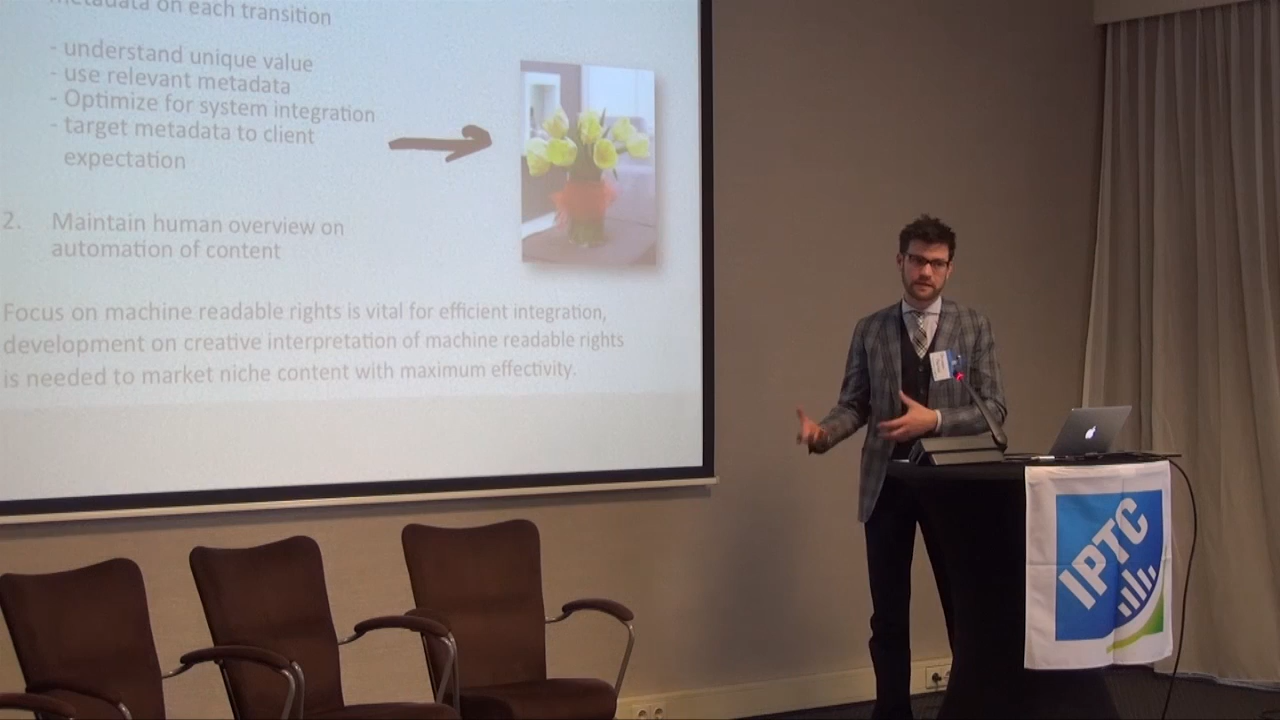 metadata on each transition
- understand unique value
- use relevant metadata
- Optimize for system integration
- target metadata to client
expectation
2. Maintain human overview on
automation of content
Focus on machine readable rights is vital for efficient integration,
development on creative interpretation of machine readable rights
is needed to market niche content with maximum effectivity.
IPTC